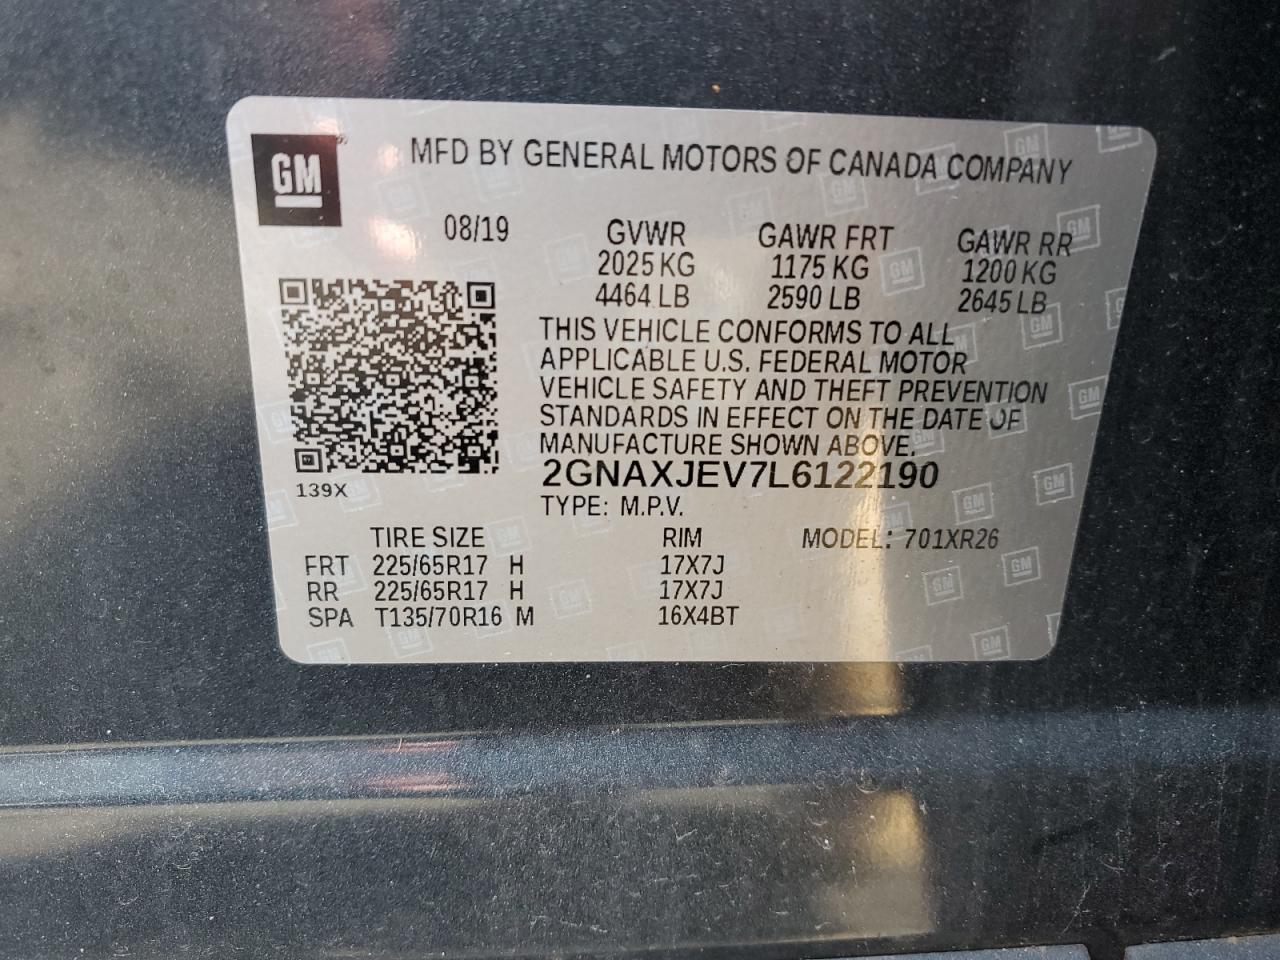 GM
MFD BY GENERAL MOTORS OF CANADA COMPANY
08/19 GVWR GAWR FRT GAWR RR
2025 KG 1175 KG 1200 KG
4464 LB 2590 LB 2645 LB
THIS VEHICLE CONFORMS TO ALL
APPLICABLE U.S. FEDERAL MOTOR
VEHICLE SAFETY AND THEFT PREVENTION
STANDARDS IN EFFECT ON THE DATE OF
MANUFACTURE SHOWN ABOVE.
139X
2GNAXJEV7L6122190
TYPE: M.P.V.
TIRE SIZE RIM MODEL: 701XR26
FRT 225/65R17 H 17X7J
RR 225/65R17 H 17X7J
SPA T135/70R16 M 16X4BT